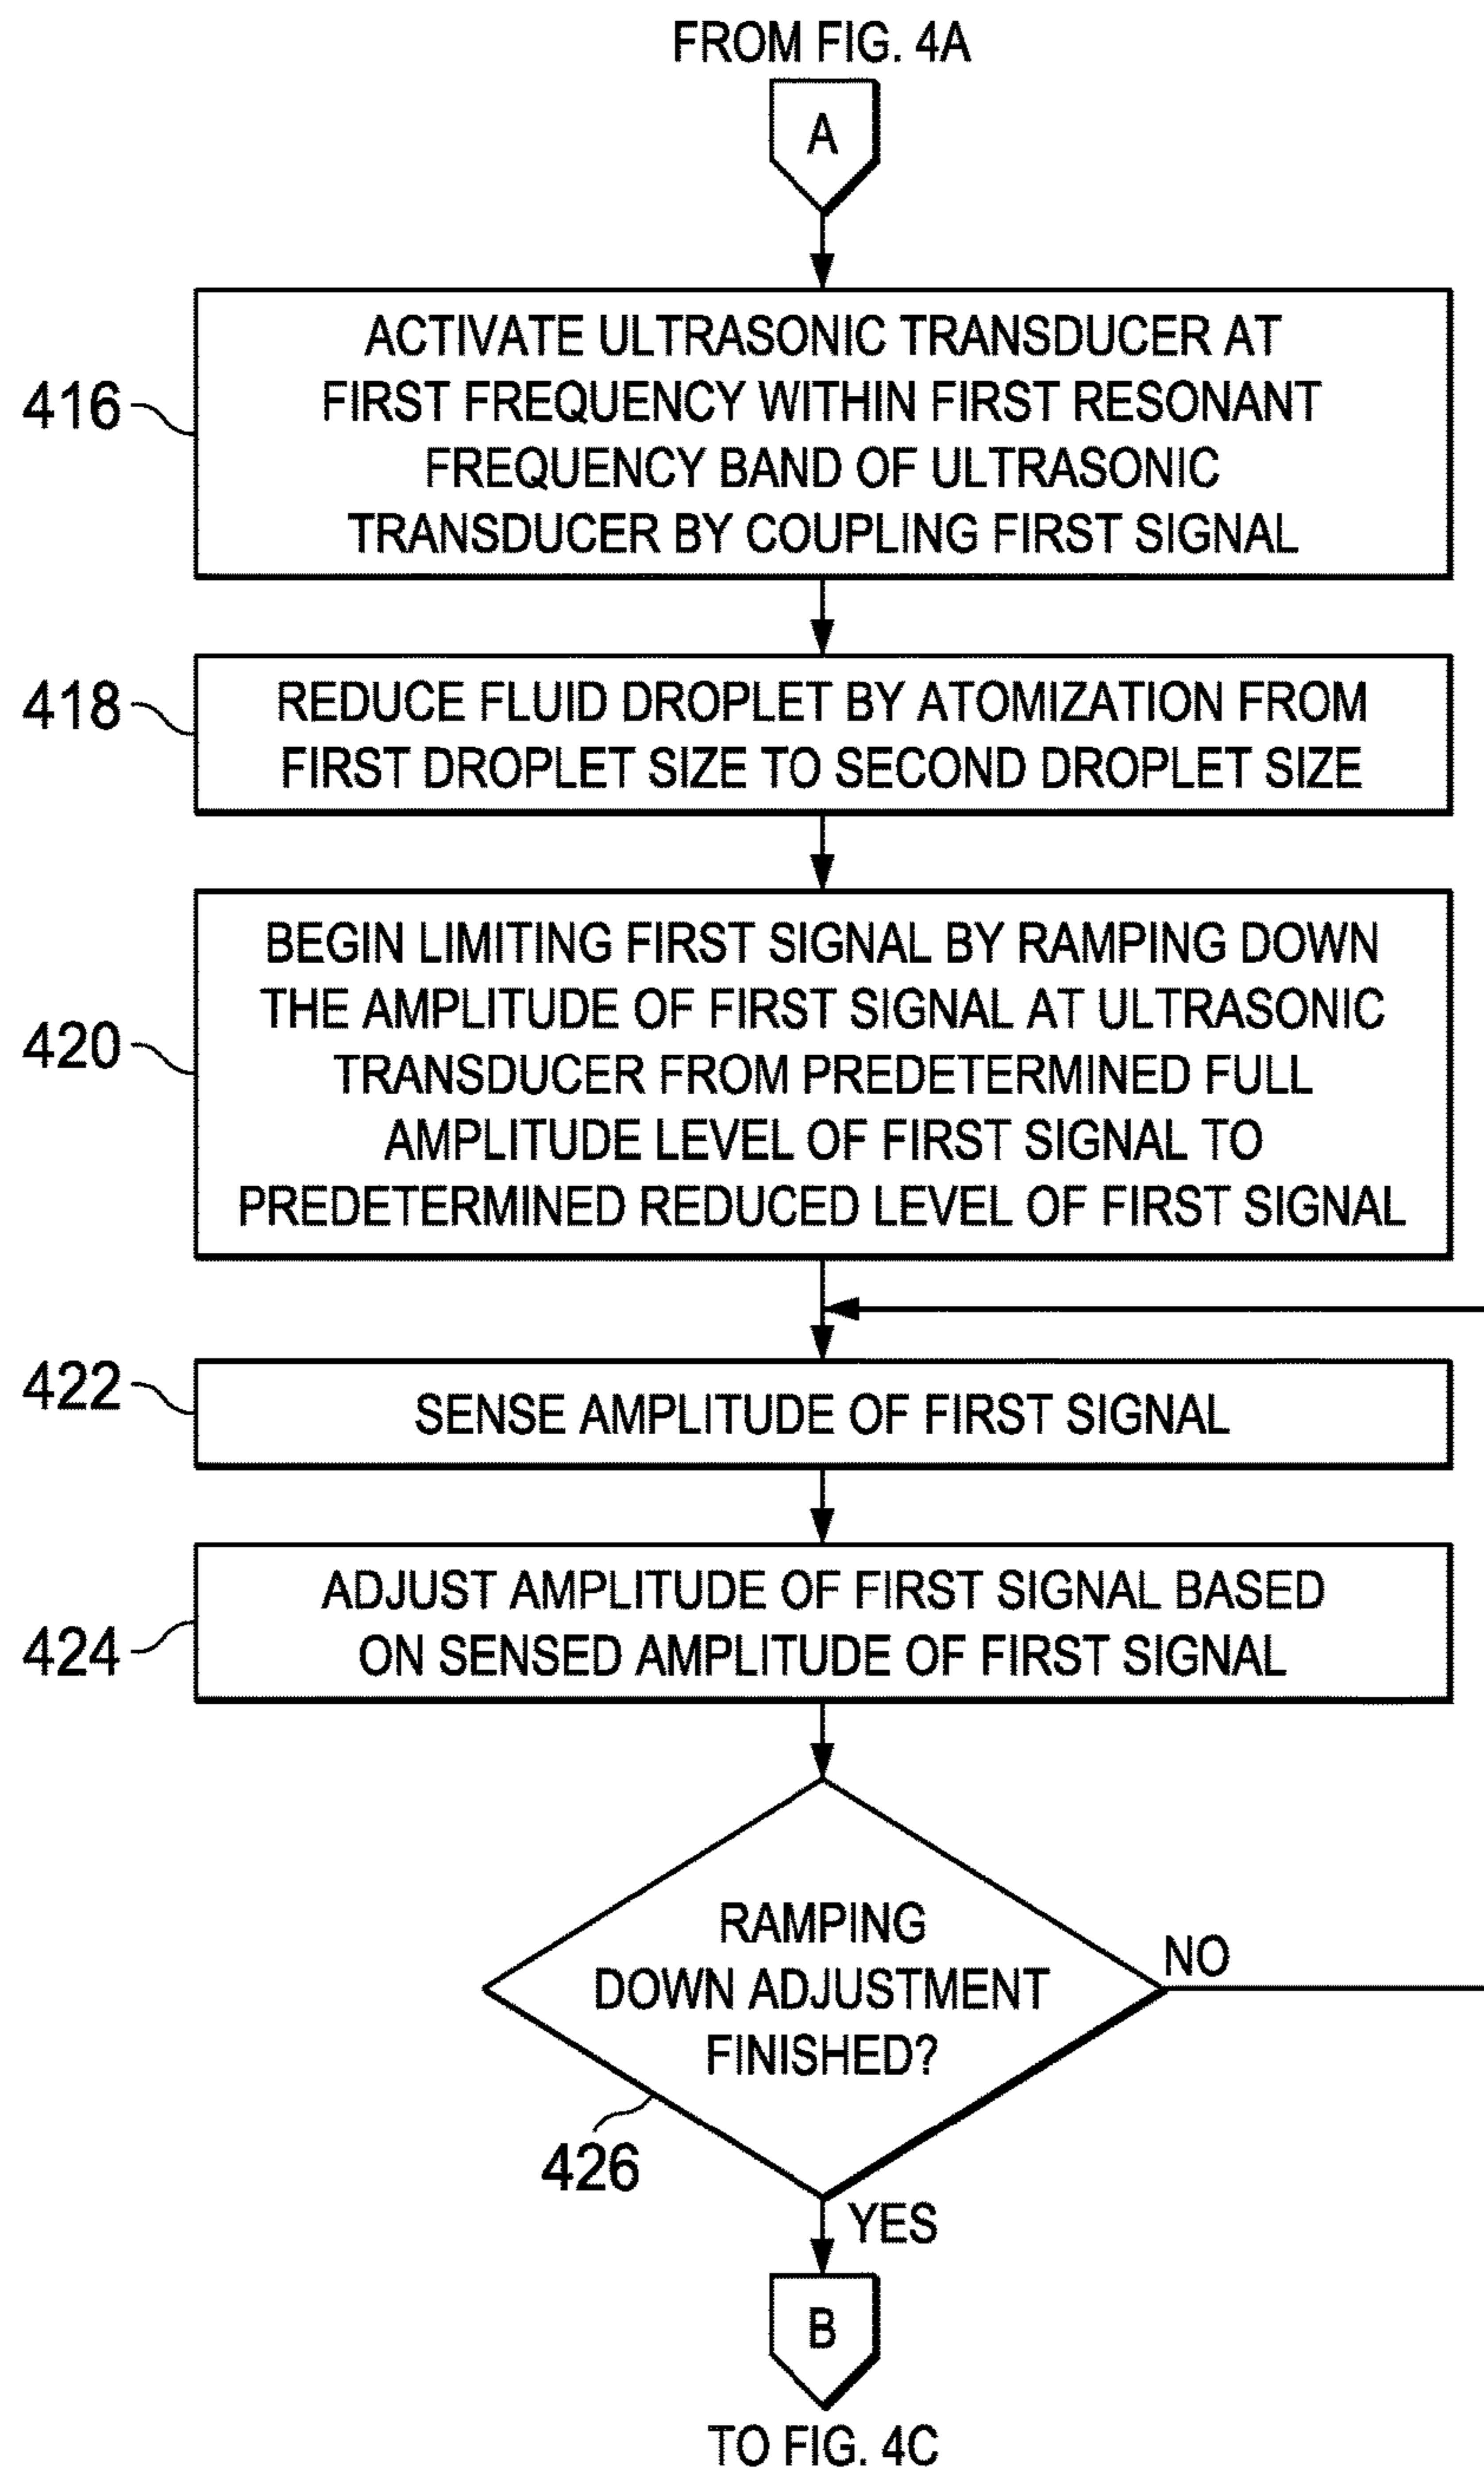 FROM FIG. 4A
A
416
ACTIVATE ULTRASONIC TRANSDUCER AT
FIRST FREQUENCY WITHIN FIRST RESONANT
FREQUENCY BAND OF ULTRASONIC
TRANSDUCER BY COUPLING FIRST SIGNAL
418
REDUCE FLUID DROPLET BY ATOMIZATION FROM
FIRST DROPLET SIZE TO SECOND DROPLET SIZE
420
BEGIN LIMITING FIRST SIGNAL BY RAMPING DOWN
THE AMPLITUDE OF FIRST SIGNAL AT ULTRASONIC
TRANSDUCER FROM PREDETERMINED FULL
AMPLITUDE LEVEL OF FIRST SIGNAL TO
PREDETERMINED REDUCED LEVEL OF FIRST SIGNAL
422
SENSE AMPLITUDE OF FIRST SIGNAL
424
ADJUST AMPLITUDE OF FIRST SIGNAL BASED
ON SENSED AMPLITUDE OF FIRST SIGNAL
RAMPING
DOWN ADJUSTMENT
FINISHED?
NO
426
YES
B
TO FIG. 4C